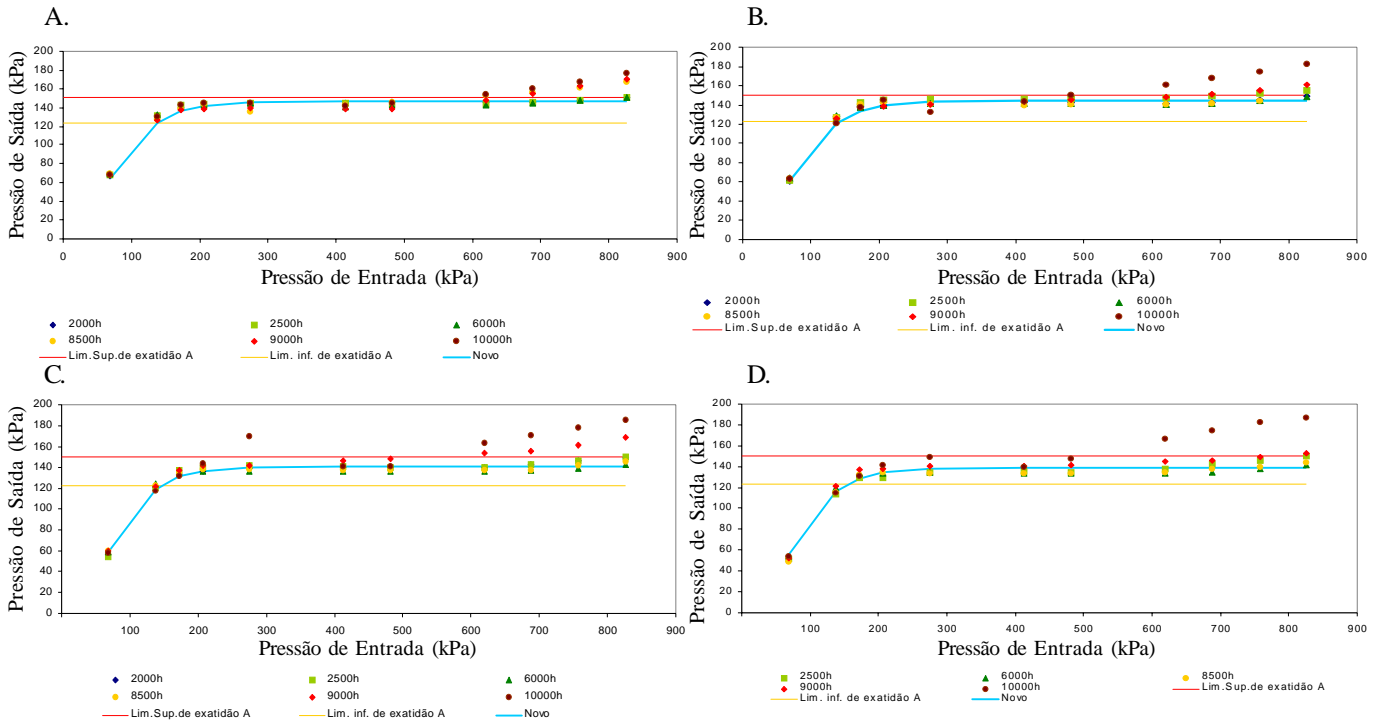 A.
Pressão de Saída (kPa)
200
180
160
140
120
100
80
60
40
20
0
0 100 200 300 400 500 600 700 800 900
Pressão de Entrada (kPa)
2000h 2500h 6000h
8500h 9000h 10000h
Lim.Sup.de exatidão A Lim. inf. de exatidão A Novo
B.
Pressão de Saída (kPa)
200
180
160
140
120
100
80
60
40
20
0
0 100 200 300 400 500 600 700 800 900
Pressão de Entrada (kPa)
2000h 2500h 6000h
8500h 9000h 10000h
Lim.Sup.de exatidão A Lim. inf. de exatidão A Novo
C.
Pressão de Saída (kPa)
200
180
160
140
120
100
80
60
40
20
0
100 200 300 400 500 600 700 800 900
Pressão de Entrada (kPa)
2000h 2500h 6000h
8500h 9000h 10000h
Lim.Sup.de exatidão A Lim. inf. de exatidão A Novo
D.
Pressão de Saída (kPa)
200
180
160
140
120
100
80
60
40
20
0
100 200 300 400 500 600 700 800 900
Pressão de Entrada (kPa)
2500h 6000h 8500h
9000h 10000h Lim.Sup.de exatidão A
Lim. inf. de exatidão A Novo